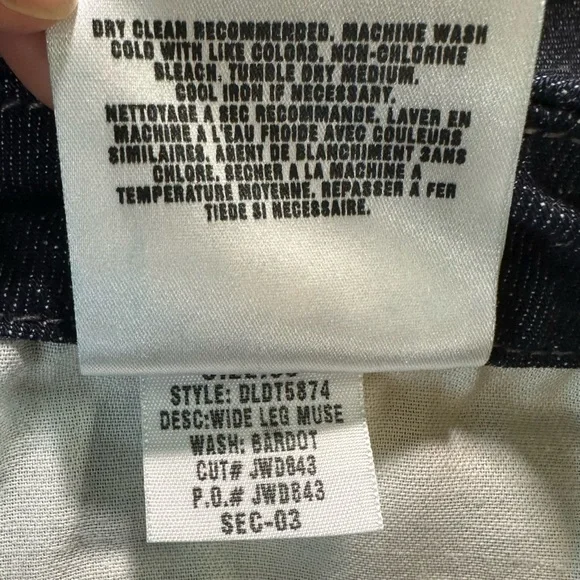 DRY CLEAN RECOMMENDED. MACHINE WASH
COLD WITH LIKE COLORS. NON-CHLORINE
BLEACH. TUMBLE DRY MEDIUM.
COOL IRON IF NECESSARY.
NETTOYAGE A SEC RECOMMANDE. LAVER EN
MACHINE A L'EAU FROIDE AVEC COULEURS
SIMILAIRES. AGENT DE BLANCHIMENT SANS
CHLORE. SECHER A LA MACHINE A
TEMPERATURE MOYENNE. REPASSER A FER
TIEDE SI NECESSAIRE.
STYLE: DLDT5874
DESC:WIDE LEG MUSE
WASH: BARDOT
CUT# JWD843
P.O.# JWD843
SEC-03